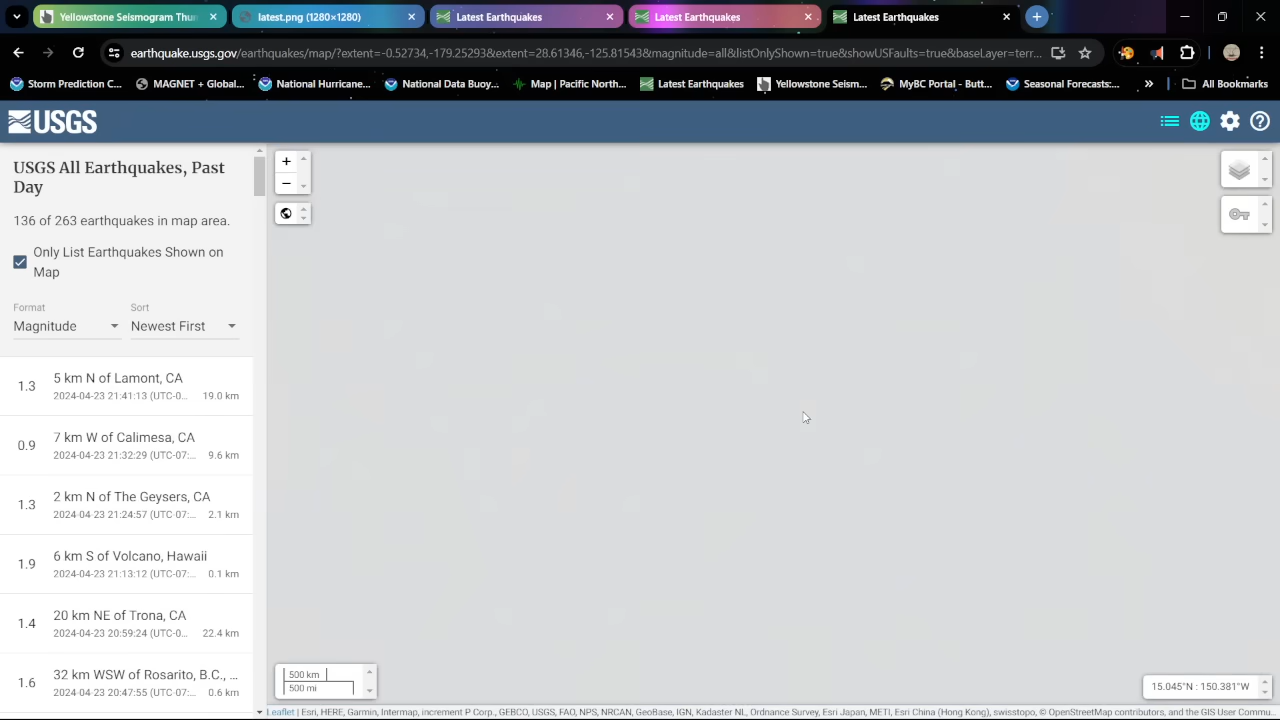 Yellowstone Seismogram Thu
latest.png (1280×1280)
Latest Earthquakes
Latest Earthquakes
Latest Earthquakes
earthquake.usgs.gov/earthquakes/map/?extent=-0.52734,-179.25293&extent=28.61346,-125.81543&magnitude=all&listOnlyShown=true&showUSFaults=true&baseLayer=terr...
Storm Prediction C...
MAGNET + Global...
National Hurricane...
National Data Buoy...
Map | Pacific North...
Latest Earthquakes
Yellowstone Seism...
MyBC Portal - Butt...
Seasonal Forecasts:...
»
All Bookmarks
USGS
USGS All Earthquakes, Past
Day
136 of 263 earthquakes in map area.
Only List Earthquakes Shown on
Map
Format
Sort
Magnitude
Newest First
1.3
5 km N of Lamont, CA
2024-04-23 21:41:13 (UTC-0...
19.0 km
0.9
7 km W of Calimesa, CA
2024-04-23 21:32:29 (UTC-07:...
9.6 km
1.3
2 km N of The Geysers, CA
2024-04-23 21:24:57 (UTC-07:...
2.1 km
1.9
6 km S of Volcano, Hawaii
2024-04-23 21:13:12 (UTC-07:...
0.1 km
1.4
20 km NE of Trona, CA
2024-04-23 20:59:24 (UTC-0...
22.4 km
1.6
32 km WSW of Rosarito, B.C., ...
2024-04-23 20:47:55 (UTC-07:...
0.6 km
+
−
500 km
500 mi
15.045°N : 150.381°W
Leaflet | Esri, HERE, Garmin, Intermap, increment P Corp., GEBCO, USGS, FAO, NPS, NRCAN, GeoBase, IGN, Kadaster NL, Ordnance Survey, Esri Japan, METI, Esri China (Hong Kong), swisstopo, © OpenStreetMap contributors, and the GIS User Commu...